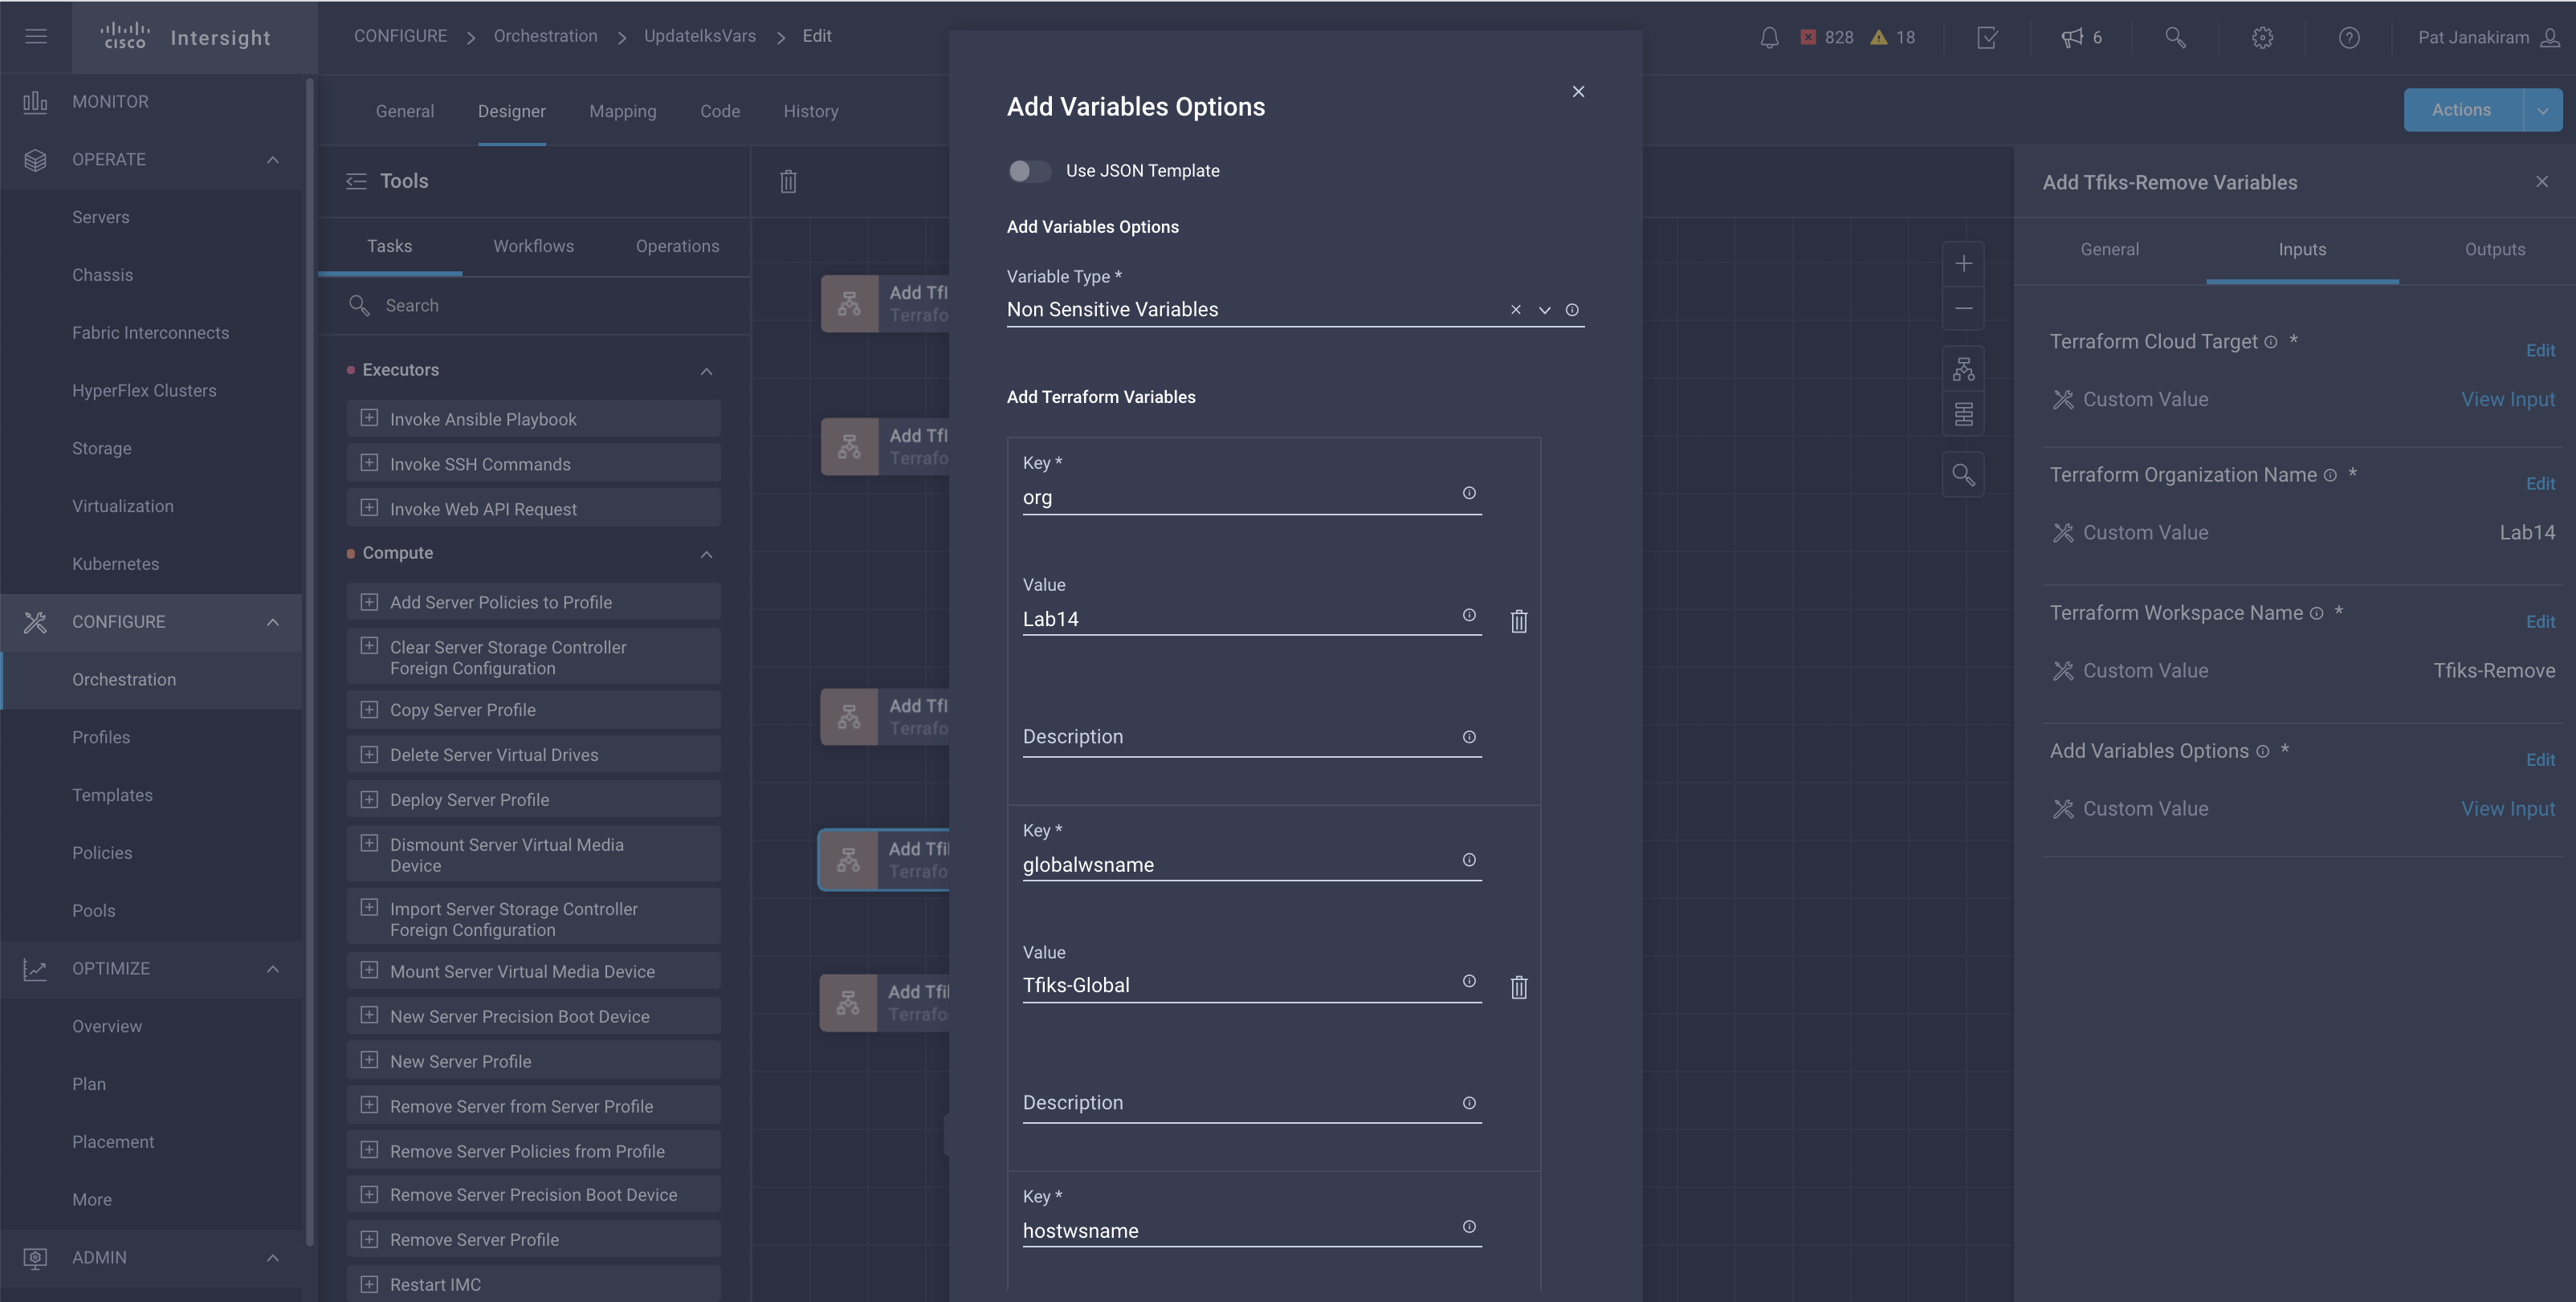 CISCO Intersight
CONFIGURE > Orchestration > UpdateIksVars > Edit
828
18
6
Pat Janakiram
MONITOR
OPERATE
Servers
Chassis
Fabric Interconnects
HyperFlex Clusters
Storage
Virtualization
Kubernetes
CONFIGURE
Orchestration
Profiles
Templates
Policies
Pools
OPTIMIZE
Overview
Plan
Placement
More
ADMIN
General Designer Mapping Code History
Actions
Tools
Tasks Workflows Operations
Search
Executors
Invoke Ansible Playbook
Invoke SSH Commands
Invoke Web API Request
Compute
Add Server Policies to Profile
Clear Server Storage Controller
Foreign Configuration
Copy Server Profile
Delete Server Virtual Drives
Deploy Server Profile
Dismount Server Virtual Media
Device
Import Server Storage Controller
Foreign Configuration
Mount Server Virtual Media Device
New Server Precision Boot Device
New Server Profile
Remove Server from Server Profile
Remove Server Policies from Profile
Remove Server Precision Boot Device
Remove Server Profile
Restart IMC
Add Tf
Terrafo
Add Tf
Terrafo
Add Tf
Terrafo
Add Tfi
Terrafo
Add Tfi
Terrafo
Add Variables Options
Use JSON Template
Add Variables Options
Variable Type *
Non Sensitive Variables
Add Terraform Variables
Key *
org
Value
Lab14
Description
Key *
globalwsname
Value
Tfiks-Global
Description
Key *
hostwsname
Add Tfiks-Remove Variables
General Inputs Outputs
Terraform Cloud Target *
Edit
Custom Value View Input
Terraform Organization Name *
Edit
Custom Value Lab14
Terraform Workspace Name *
Edit
Custom Value Tfiks-Remove
Add Variables Options *
Edit
Custom Value View Input